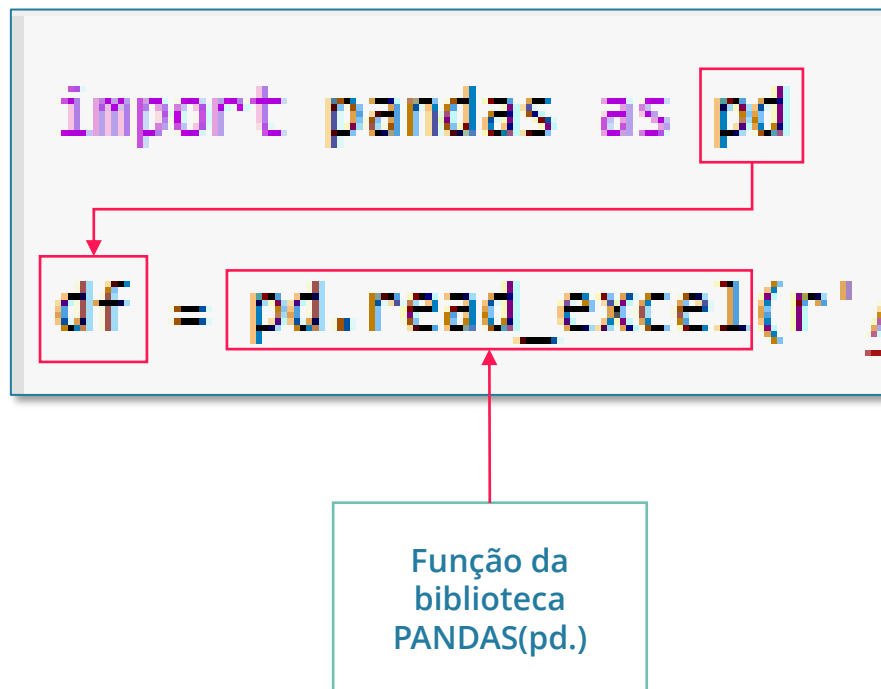 import pandas as pd
df = pd.read_excel(r'
Função da
biblioteca
PANDAS(pd.)